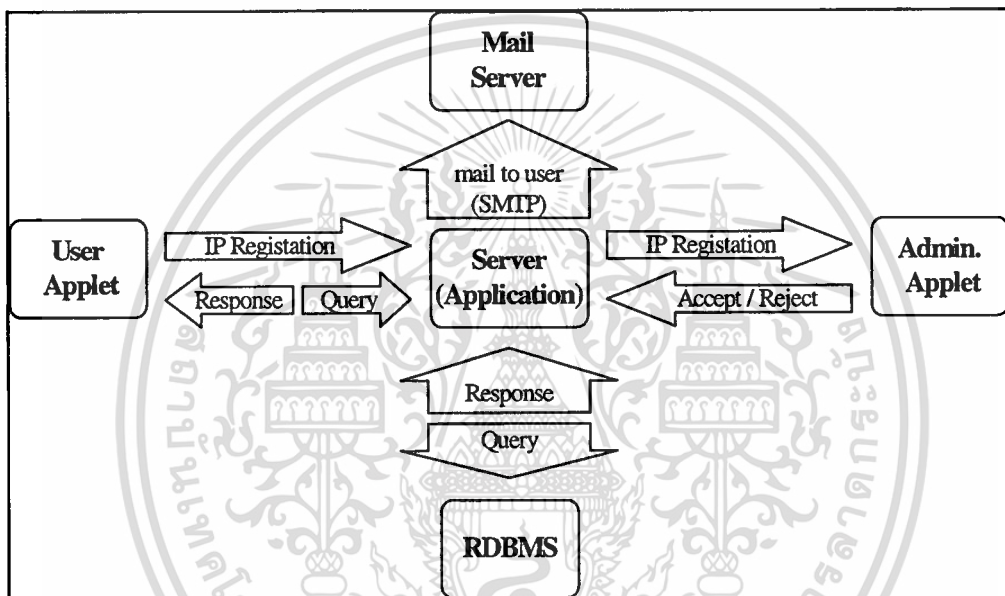 Mail
Server
mail to user
(SMTP)
User
Applet
IP Registation
Response
Query
Server
(Application)
IP Registation
Accept / Reject
Admin.
Applet
Response
Query
RDBMS